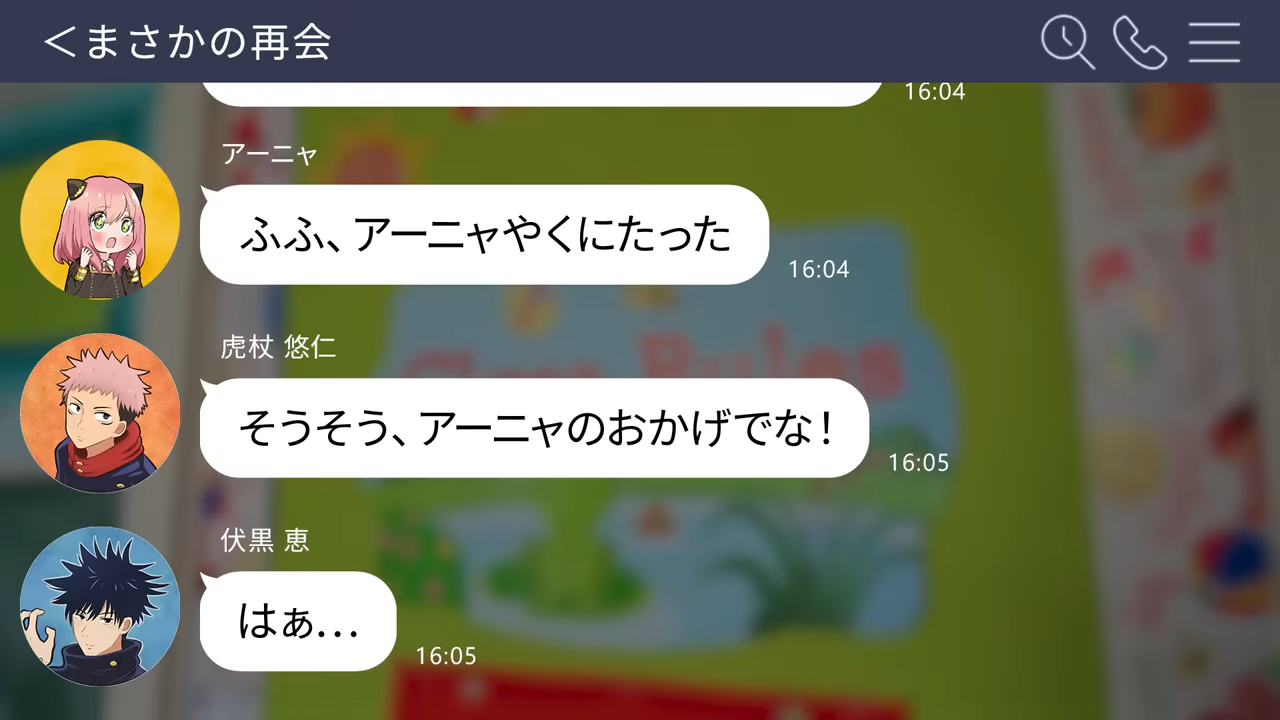 <まさかの再会
16:04
アーニャ
ふふ、アーニャやくにたった
16:04
虎杖 悠仁
そうそう、アーニャのおかげでな！
16:05
伏黒 恵
はぁ...
16:05
Class Rules